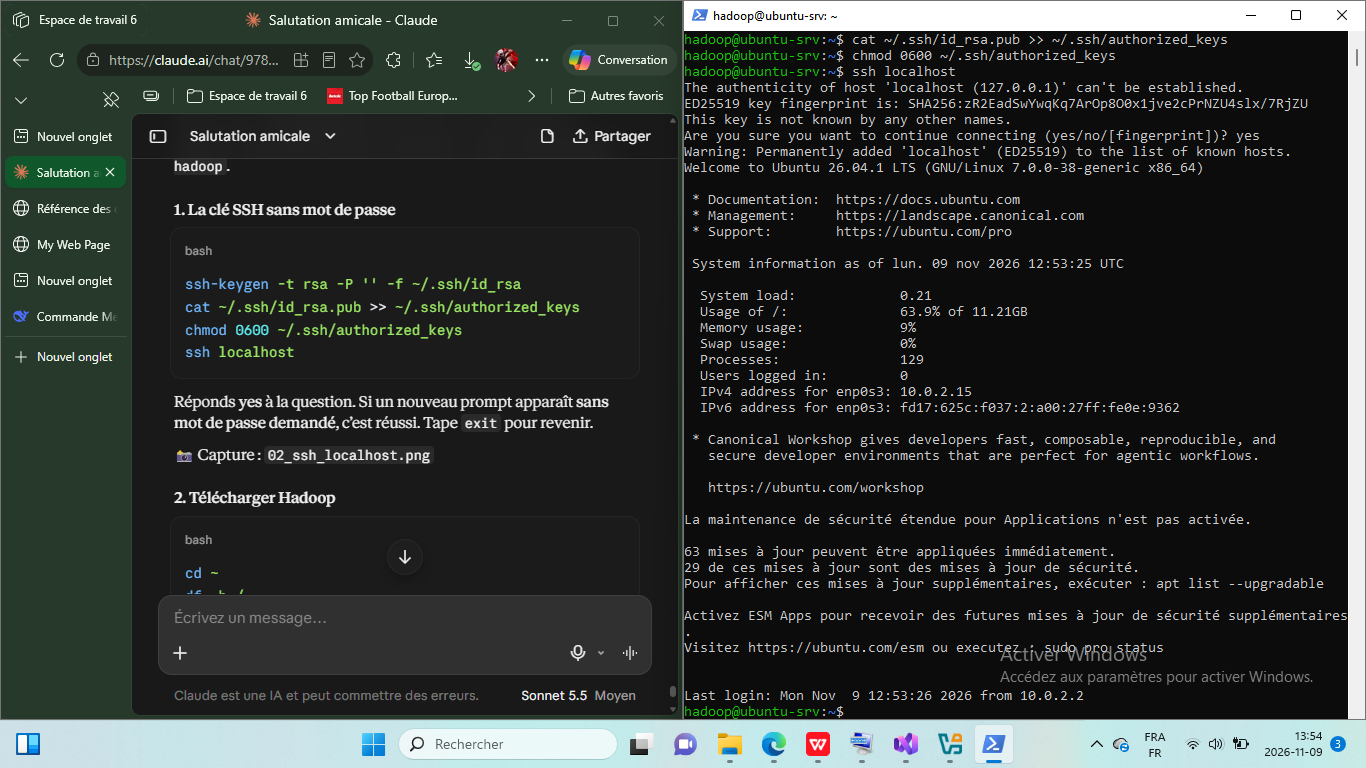 Espace de travail 6
Salutation amicale - Claude
https://claude.ai/chat/978...
Conversation
Espace de travail 6
Top Football Europ...
Autres favoris
Nouvel onglet
Salutation a
Référence des
My Web Page
Nouvel onglet
Commande Me
Nouvel onglet
Salutation amicale
Partager
hadoop.
1. La clé SSH sans mot de passe
bash
ssh-keygen -t rsa -P '' -f ~/.ssh/id_rsa
cat ~/.ssh/id_rsa.pub >> ~/.ssh/authorized_keys
chmod 0600 ~/.ssh/authorized_keys
ssh localhost
Réponds yes à la question. Si un nouveau prompt apparaît sans
mot de passe demandé, c'est réussi. Tape exit pour revenir.
Capture : 02_ssh_localhost.png
2. Télécharger Hadoop
bash
cd ~
Écrivez un message...
Claude est une IA et peut commettre des erreurs.
Sonnet 5.5 Moyen
hadoop@ubuntu-srv: ~
hadoop@ubuntu-srv:~$ cat ~/.ssh/id_rsa.pub >> ~/.ssh/authorized_keys
hadoop@ubuntu-srv:~$ chmod 0600 ~/.ssh/authorized_keys
hadoop@ubuntu-srv:~$ ssh localhost
The authenticity of host 'localhost (127.0.0.1)' can't be established.
ED25519 key fingerprint is: SHA256:zR2EadSwYwqKq7ArOp8O0x1jve2cPrNZU4slx/7RjZU
This key is not known by any other names.
Are you sure you want to continue connecting (yes/no/[fingerprint])? yes
Warning: Permanently added 'localhost' (ED25519) to the list of known hosts.
Welcome to Ubuntu 26.04.1 LTS (GNU/Linux 7.0.0-38-generic x86_64)
* Documentation: https://docs.ubuntu.com
* Management: https://landscape.canonical.com
* Support: https://ubuntu.com/pro
System information as of lun. 09 nov 2026 12:53:25 UTC
System load: 0.21
Usage of /: 63.9% of 11.21GB
Memory usage: 9%
Swap usage: 0%
Processes: 129
Users logged in: 0
IPv4 address for enp0s3: 10.0.2.15
IPv6 address for enp0s3: fd17:625c:f037:2:a00:27ff:fe0e:9362
* Canonical Workshop gives developers fast, composable, reproducible, and
secure developer environments that are perfect for agentic workflows.
https://ubuntu.com/workshop
La maintenance de sécurité étendue pour Applications n'est pas activée.
63 mises à jour peuvent être appliquées immédiatement.
29 de ces mises à jour sont des mises à jour de sécurité.
Pour afficher ces mises à jour supplémentaires, exécuter : apt list --upgradable
Activez ESM Apps pour recevoir des futures mises à jour de sécurité supplémentaires
.
Visitez https://ubuntu.com/esm ou executez : sudo pro status
Activer Windows
Accédez aux paramètres pour activer Windows.
Last login: Mon Nov  9 12:53:26 2026 from 10.0.2.2
hadoop@ubuntu-srv:~$
Rechercher
FRA
FR
13:54
2026-11-09
3